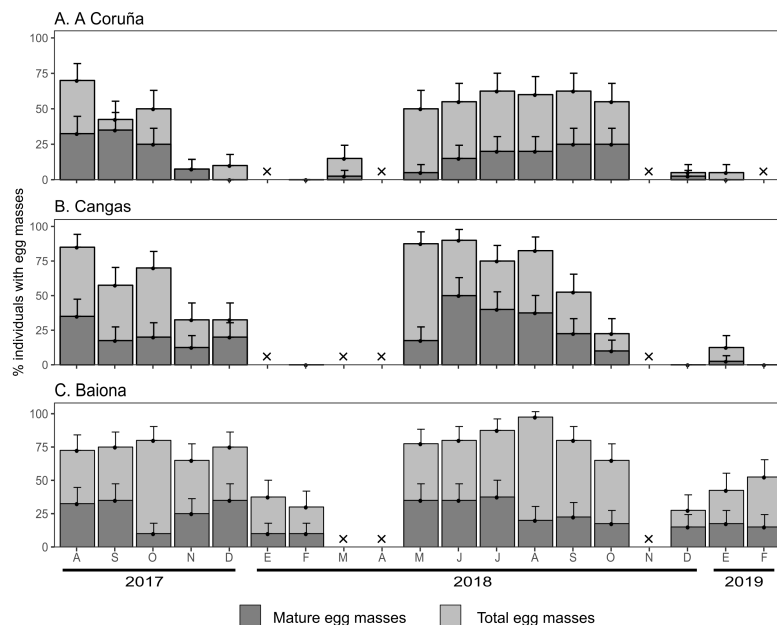 A. A Coruña
100
75
50
25
0
B. Cangas
100
75
50
25
0
% individuals with egg masses
C. Baiona
100
75
50
25
0
A S O N D E F M A M J J A S O N D E F
2017 2018 2019
Mature egg masses Total egg masses